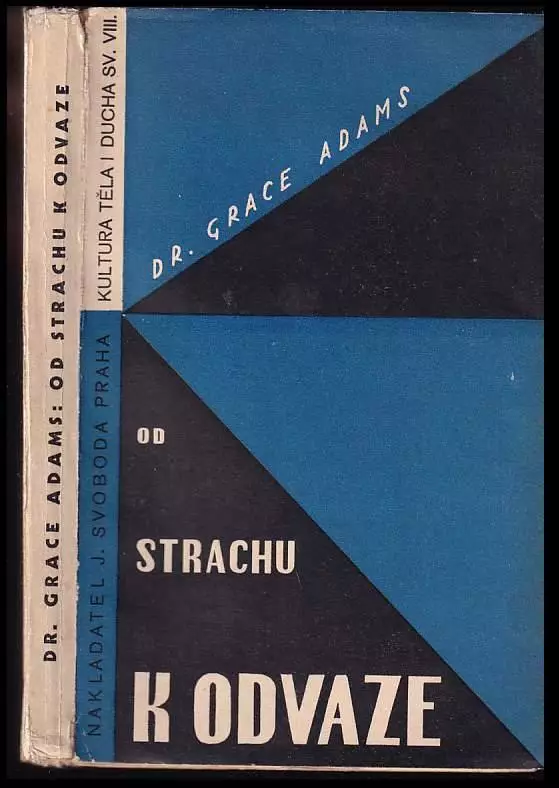 DR. GRACE ADAMS: OD STRACHU K ODVAZE
KULTURA TĚLA I DUCHA SV. VIII.
NAKLADATEL J. SVOBODA PRAHA
DR. GRACE ADAMS
OD
STRACHU
K ODVAZE